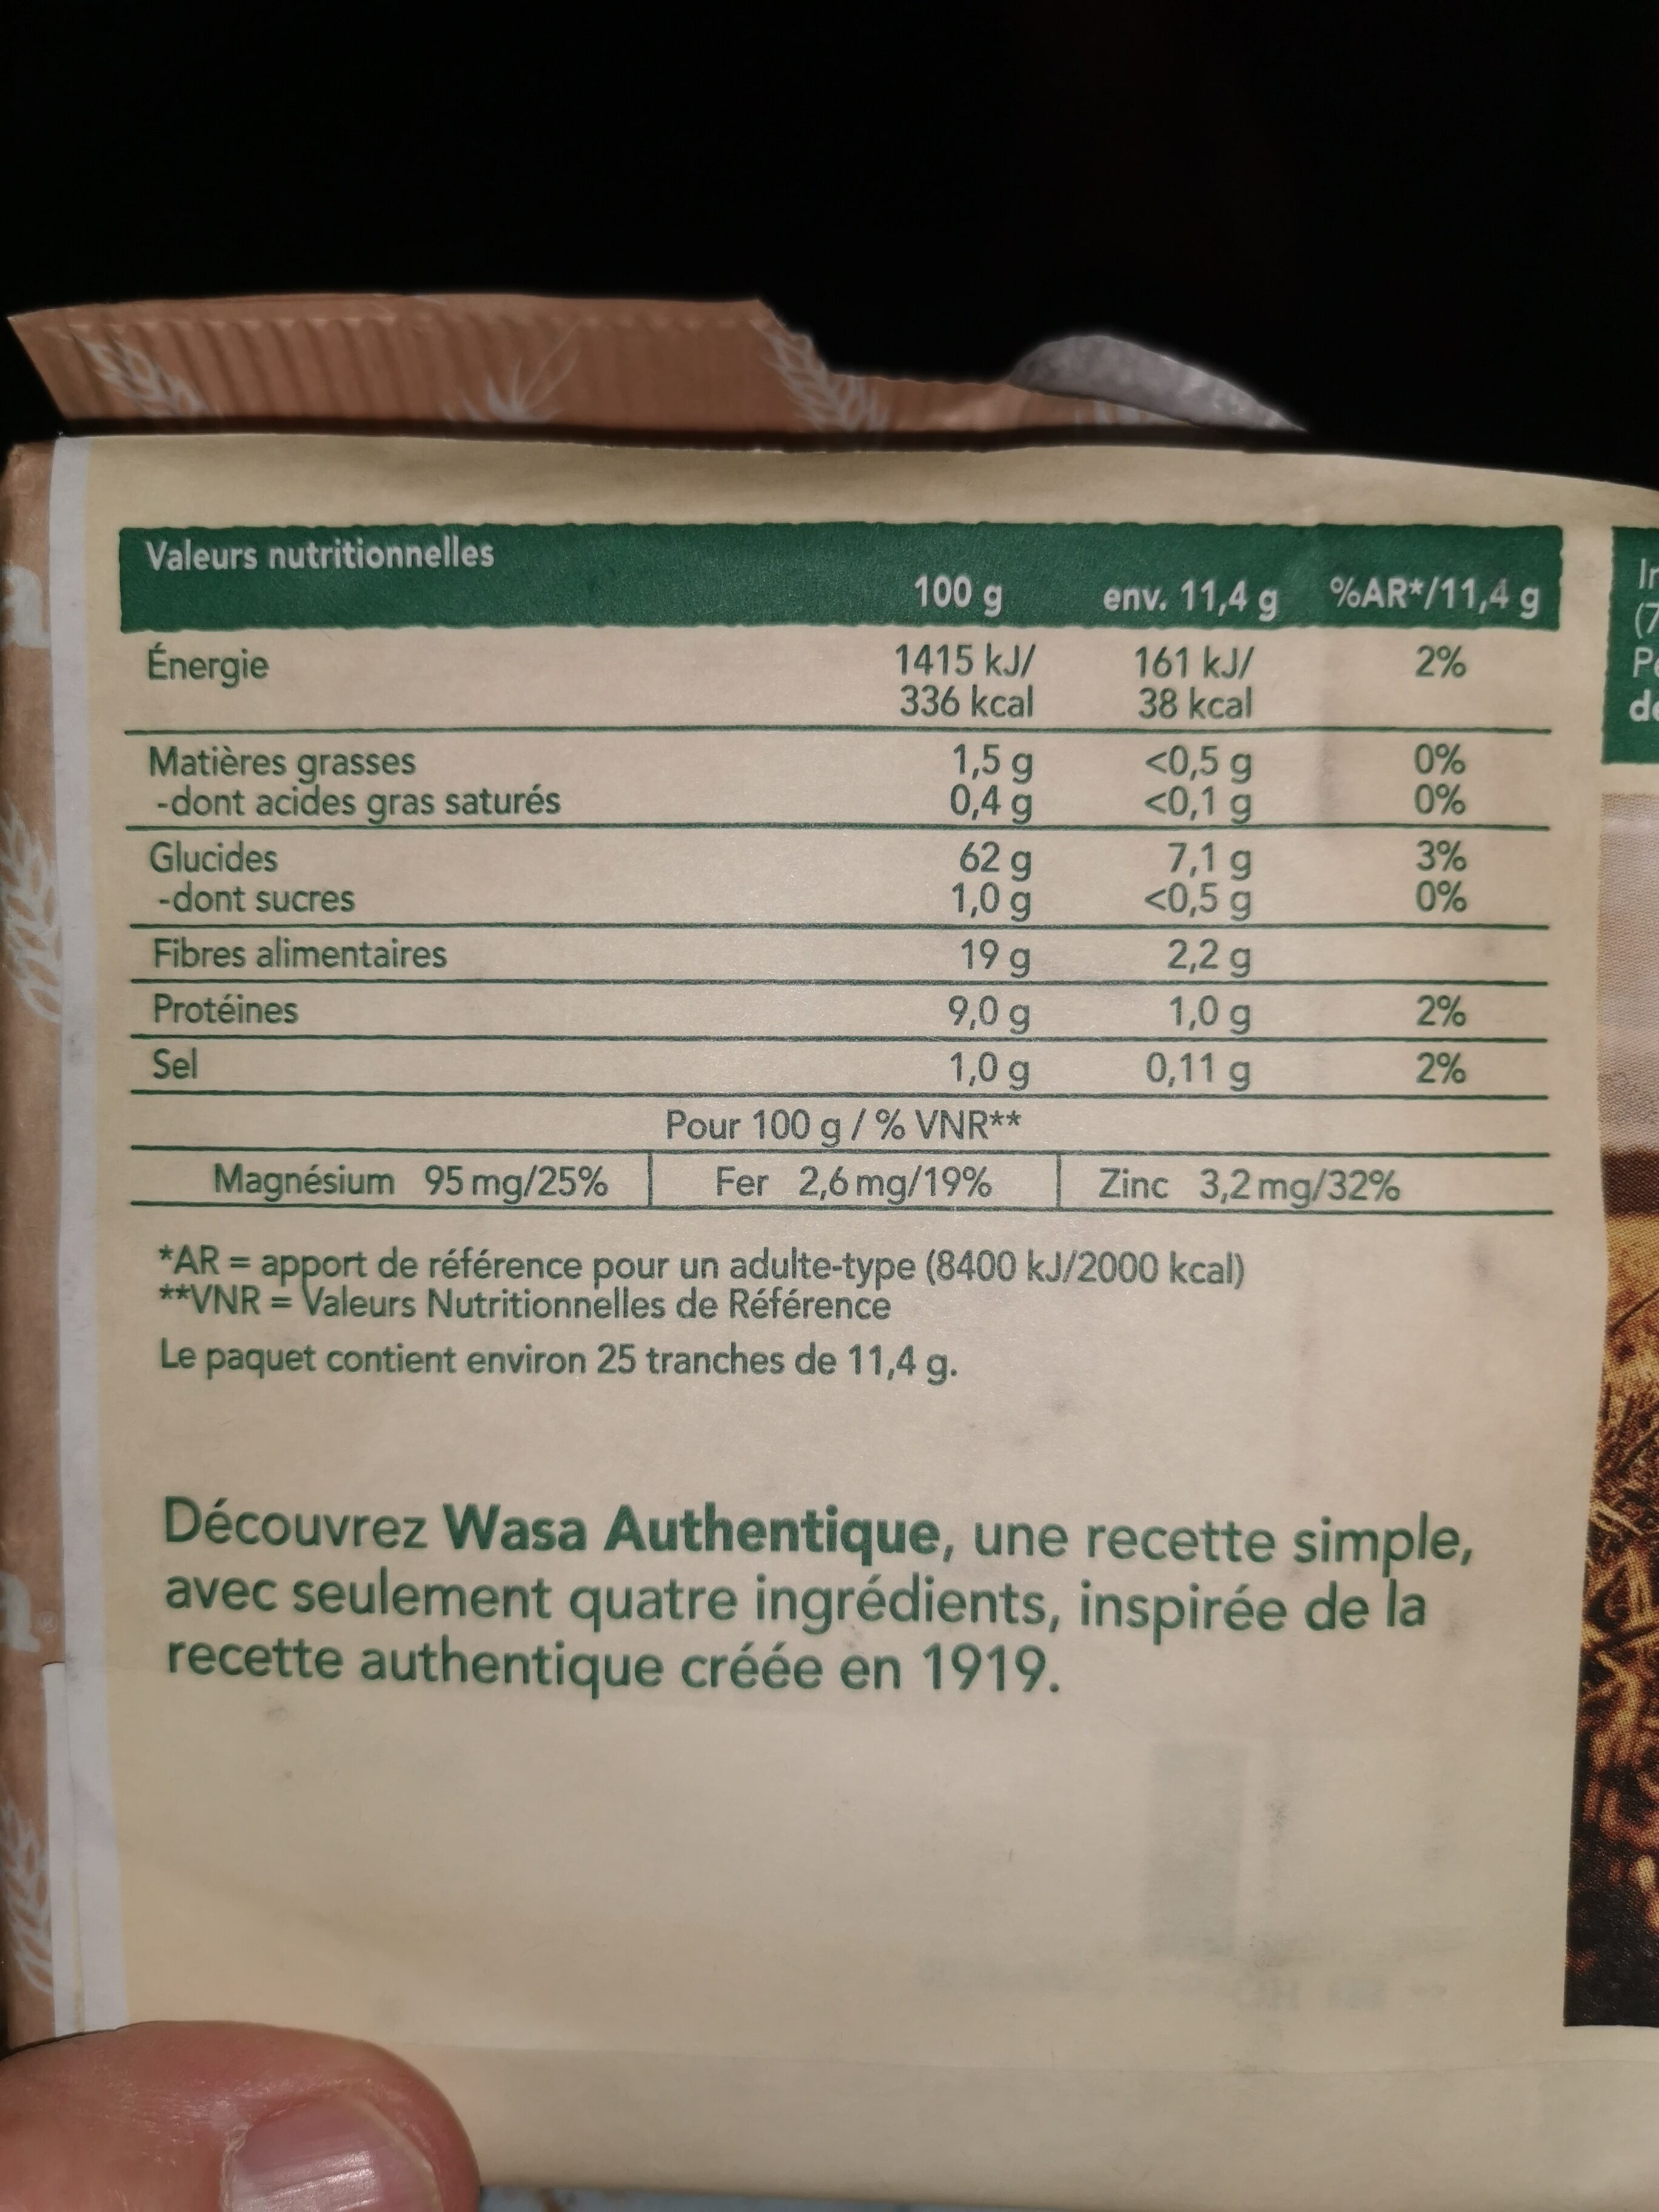 Valeurs nutritionnelles
100 g env. 11,4 g %AR*/11,4 g
Énergie 1415 kJ/ 161 kJ/ 2%
336 kcal 38 kcal
Matières grasses 1,5 g <0,5 g 0%
-dont acides gras saturés 0,4 g <0,1 g 0%
Glucides 62 g 7,1 g 3%
-dont sucres 1,0 g <0,5 g 0%
Fibres alimentaires 19 g 2,2 g
Protéines 9,0 g 1,0 g 2%
Sel 1,0 g 0,11 g 2%
Pour 100 g / % VNR**
Magnésium 95 mg/25% Fer 2,6 mg/19% Zinc 3,2 mg/32%
*AR = apport de référence pour un adulte-type (8400 kJ/2000 kcal)
**VNR = Valeurs Nutritionnelles de Référence
Le paquet contient environ 25 tranches de 11,4 g.
Découvrez Wasa Authentique, une recette simple,
avec seulement quatre ingrédients, inspirée de la
recette authentique créée en 1919.